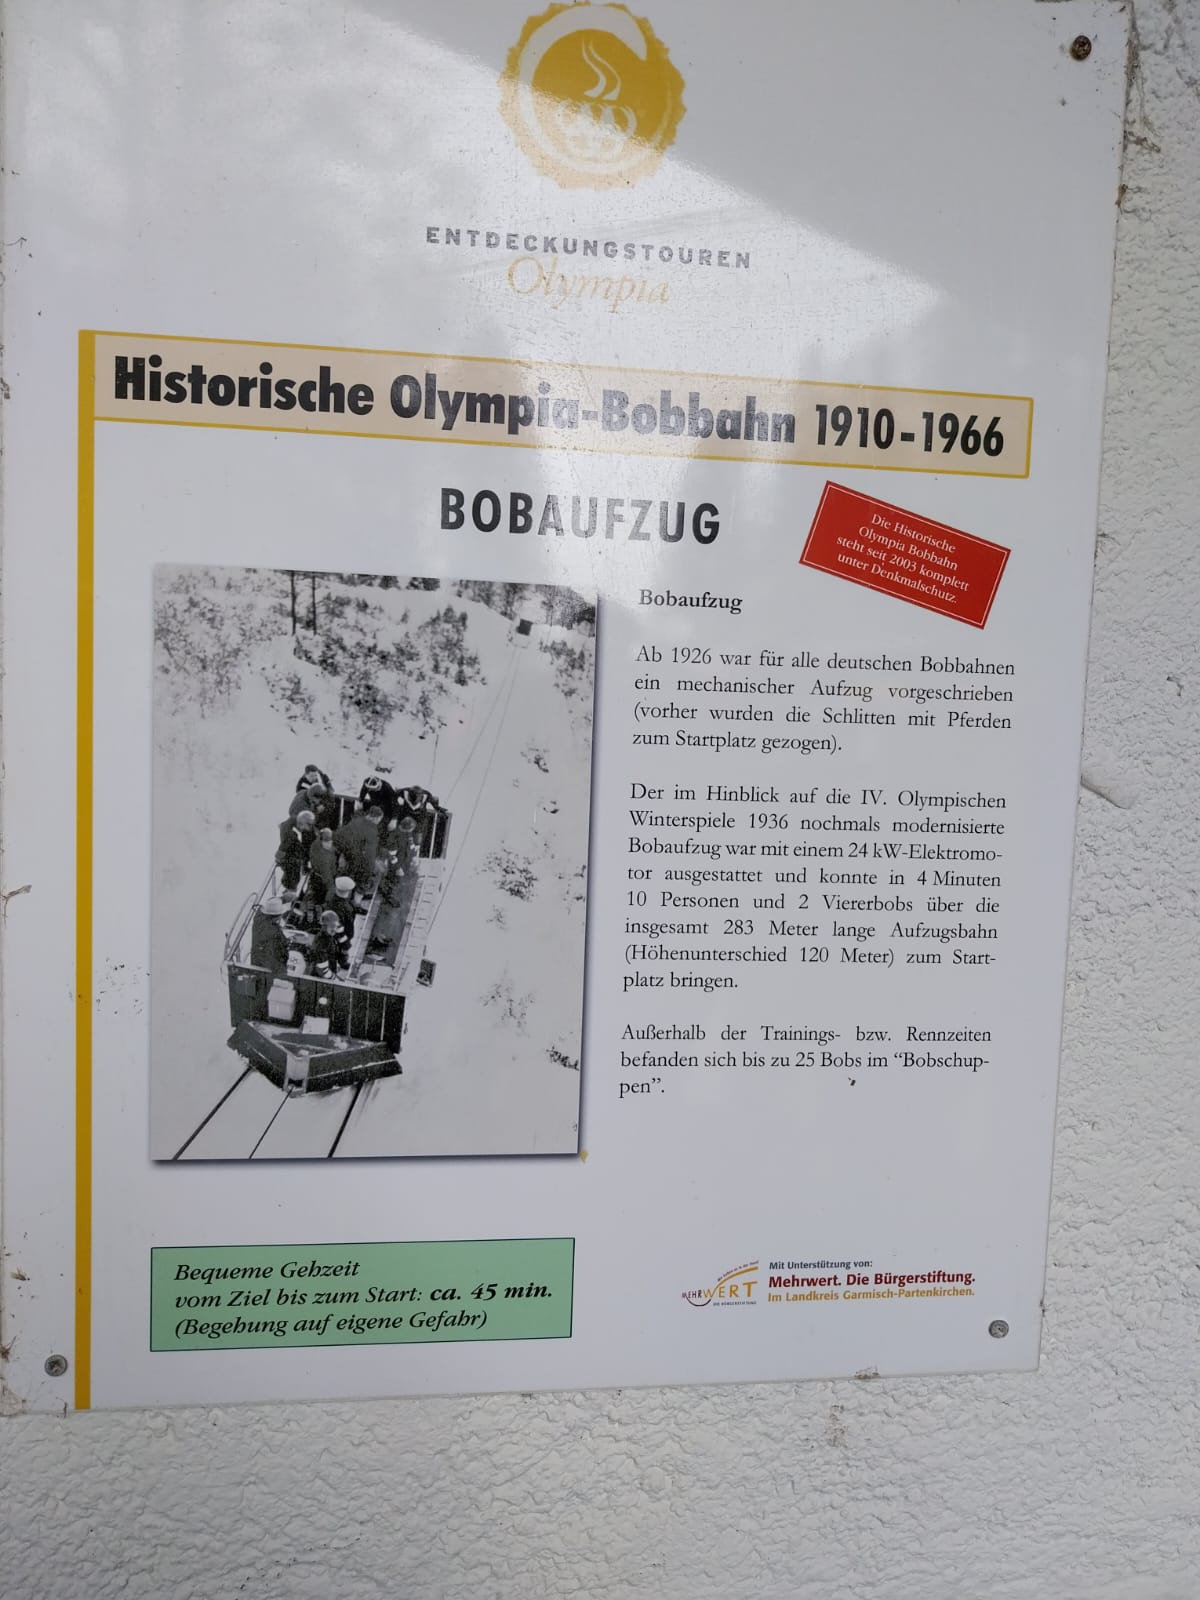 ENTDECKUNGSTOUREN
Olympia
Historische Olympia-Bobbahn 1910-1966
BOBAUFZUG
Die Historische
Olympia Bobbahn
steht seit 2003 komplett
unter Denkmalschutz.
Bobaufzug
Ab 1926 war für alle deutschen Bobbahnen
ein mechanischer Aufzug vorgeschrieben
(vorher wurden die Schlitten mit Pferden
zum Startplatz gezogen).
Der im Hinblick auf die IV. Olympischen
Winterspiele 1936 nochmals modernisierte
Bobaufzug war mit einem 24 kW-Elektromo-
tor ausgestattet und konnte in 4 Minuten
10 Personen und 2 Viererbobs über die
insgesamt 283 Meter lange Aufzugsbahn
(Höhenunterschied 120 Meter) zum Start-
platz bringen.
Außerhalb der Trainings- bzw. Rennzeiten
befanden sich bis zu 25 Bobs im “Bobschup-
pen”.
Bequeme Gehzeit
vom Ziel bis zum Start: ca. 45 min.
(Begehung auf eigene Gefahr)
MEHRWERT
DIE BÜRGERSTIFTUNG
Mit Unterstützung von:
Mehrwert. Die Bürgerstiftung.
Im Landkreis Garmisch-Partenkirchen.